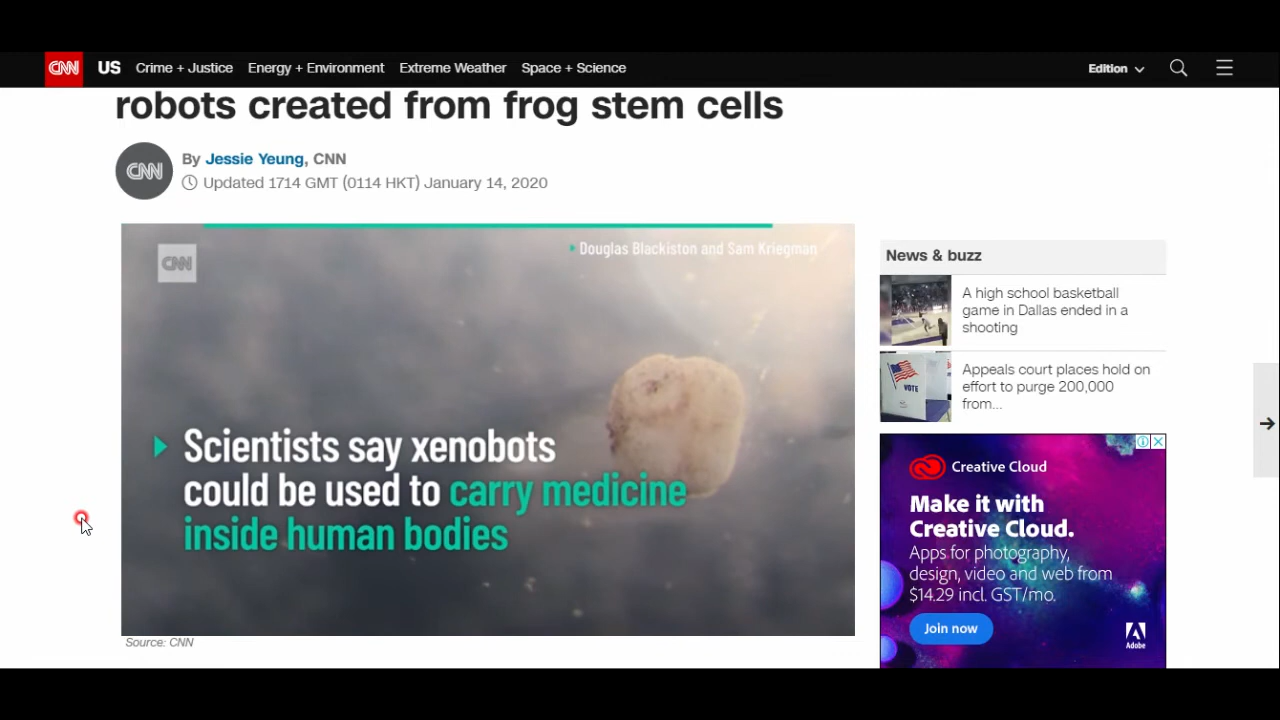 CNN US Crime + Justice Energy + Environment Extreme Weather Space + Science Edition
robots created from frog stem cells
CNN
By Jessie Yeung, CNN
Updated 1714 GMT (0114 HKT) January 14, 2020
CNN
Douglas Blackiston and Sam Kriegman
Scientists say xenobots
could be used to carry medicine
inside human bodies
Source: CNN
News & buzz
A high school basketball
game in Dallas ended in a
shooting
VOTE
Appeals court places hold on
effort to purge 200,000
from...
Creative Cloud
Make it with
Creative Cloud.
Apps for photography,
design, video and web from
$14.29 incl. GST/mo.
Join now
Adobe